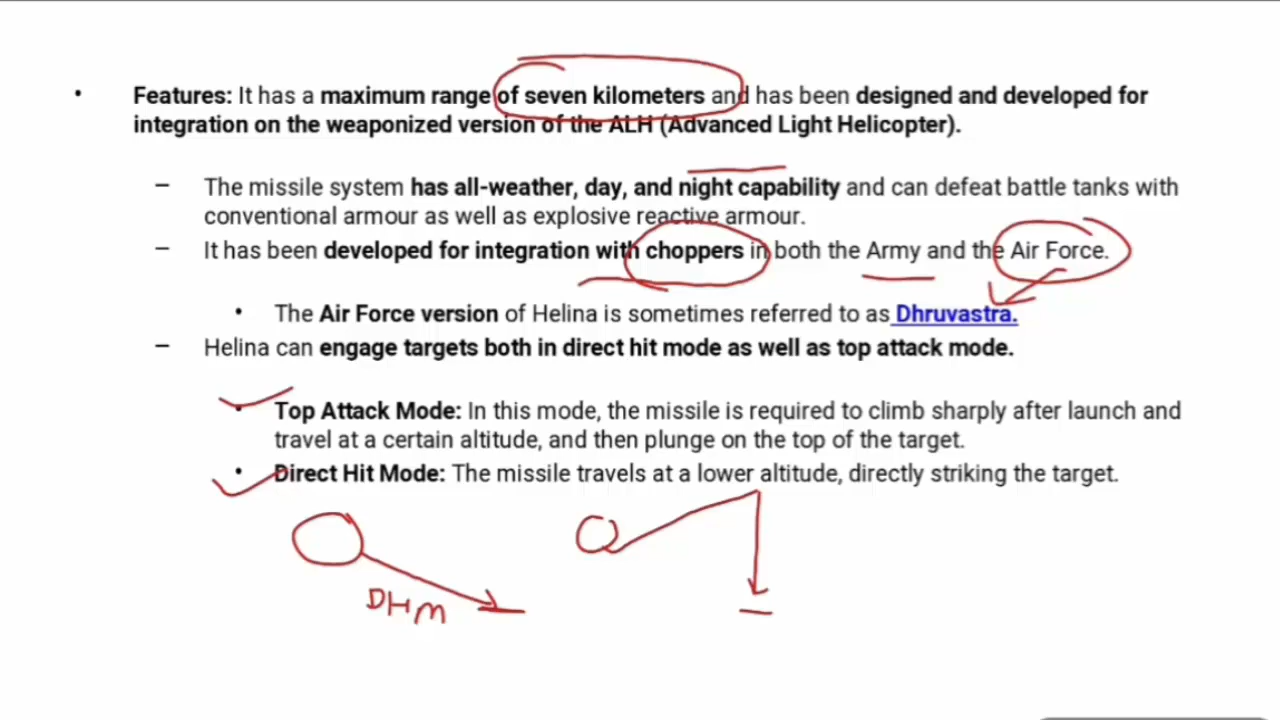 • Features: It has a maximum range of seven kilometers and has been designed and developed for
integration on the weaponized version of the ALH (Advanced Light Helicopter).
– The missile system has all-weather, day, and night capability and can defeat battle tanks with
conventional armour as well as explosive reactive armour.
– It has been developed for integration with choppers in both the Army and the Air Force.
• The Air Force version of Helina is sometimes referred to as Dhruvastra.
– Helina can engage targets both in direct hit mode as well as top attack mode.
• Top Attack Mode: In this mode, the missile is required to climb sharply after launch and
travel at a certain altitude, and then plunge on the top of the target.
• Direct Hit Mode: The missile travels at a lower altitude, directly striking the target.
DHM